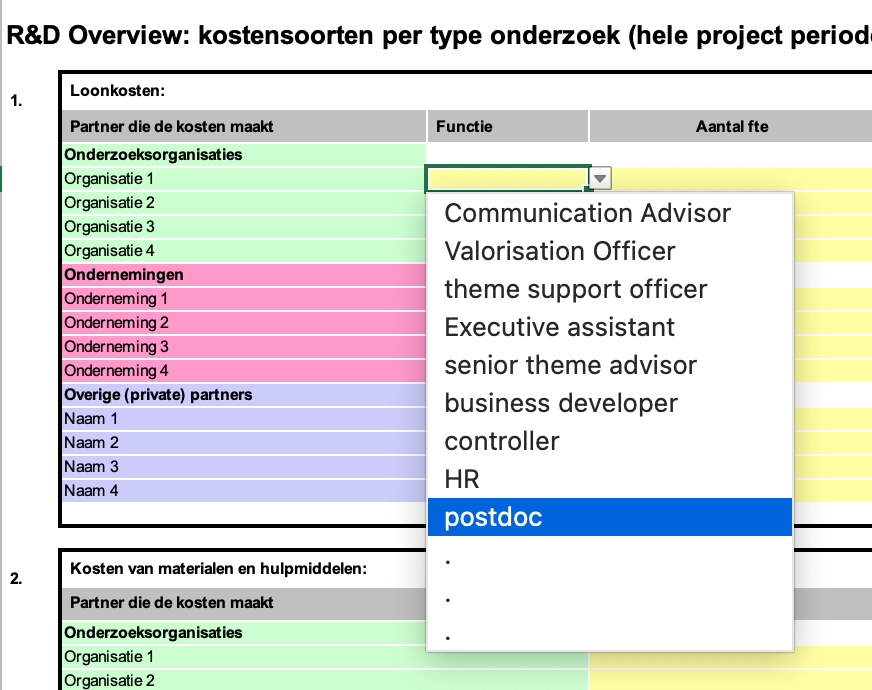 R&D Overview: kostensoorten per type onderzoek (hele project
1.
Loonkosten:
Partner die de kosten maakt Functie Aantal fte
Onderzoeksorganisaties
Organisatie 1
Organisatie 2
Organisatie 3
Organisatie 4
Ondernemingen
Onderneming 1
Onderneming 2
Onderneming 3
Onderneming 4
Overige (private) partners
Naam 1
Naam 2
Naam 3
Naam 4
Communication Advisor
Valorisation Officer
theme support officer
Executive assistant
senior theme advisor
business developer
controller
HR
postdoc
.
.
.
2.
Kosten van materialen en hulpmiddelen:
Partner die de kosten maakt
Onderzoeksorganisaties
Organisatie 1
Organisatie 2